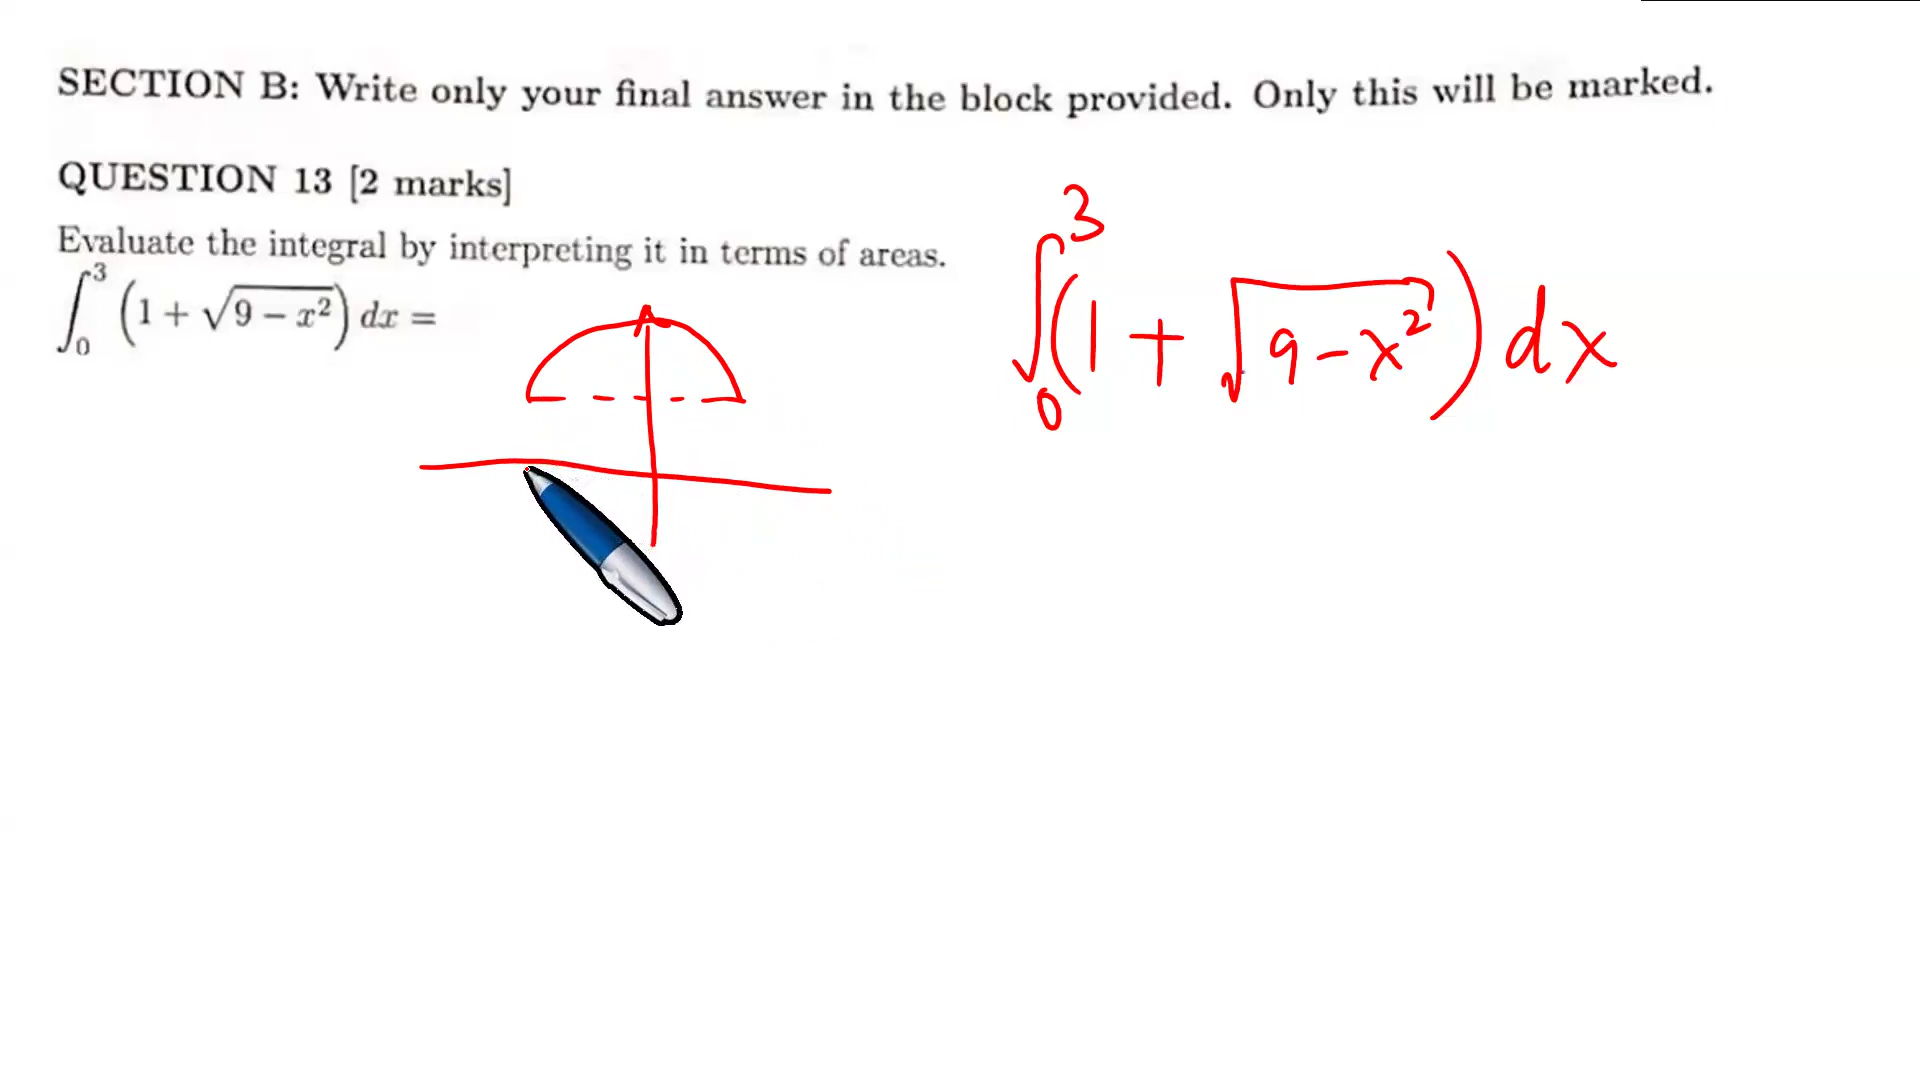 SECTION B: Write only your final answer in the block provided. Only this will be marked.
QUESTION 13 [2 marks]
Evaluate the integral by interpreting it in terms of areas.
∫₀³ (1 + √(9 − x²)) dx =
∫₀³ (1 + √(9 − x²)) dx